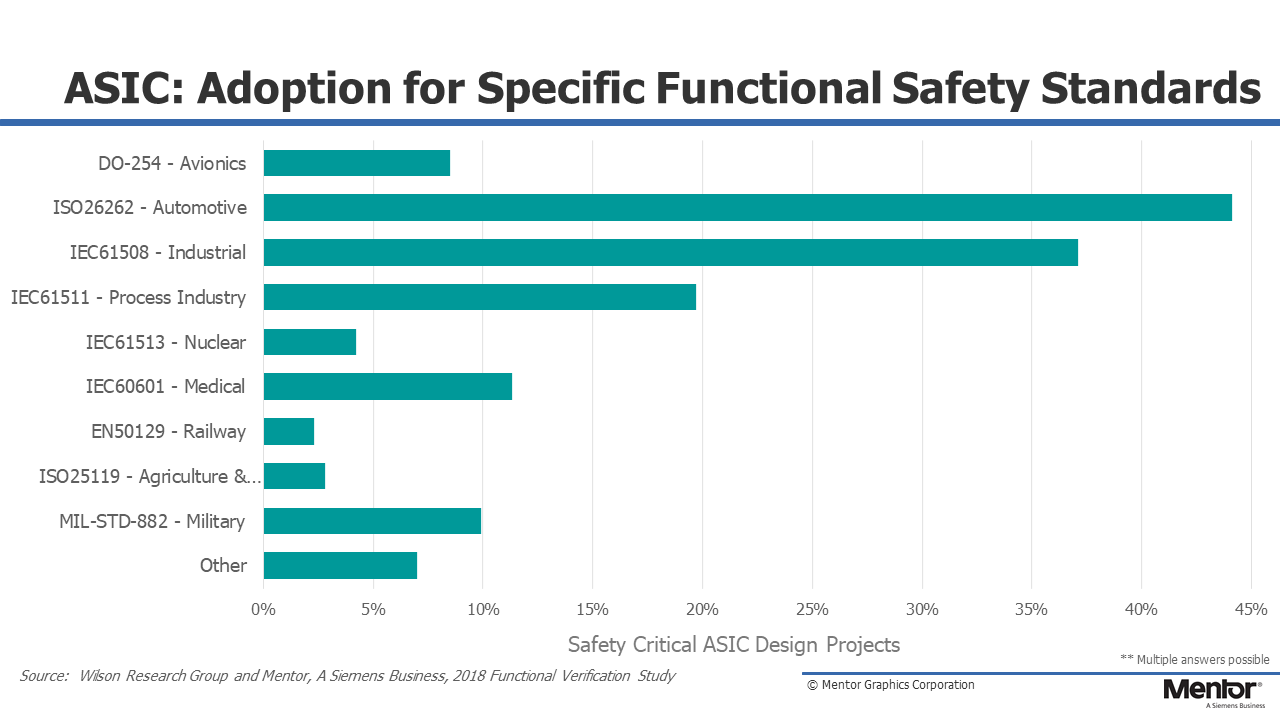 ASIC: Adoption for Specific Functional Safety Standards
DO-254 - Avionics
ISO26262 - Automotive
IEC61508 - Industrial
IEC61511 - Process Industry
IEC61513 - Nuclear
IEC60601 - Medical
EN50129 - Railway
ISO25119 - Agriculture &...
MIL-STD-882 - Military
Other
0% 5% 10% 15% 20% 25% 30% 35% 40% 45%
Safety Critical ASIC Design Projects
** Multiple answers possible
Source: Wilson Research Group and Mentor, A Siemens Business, 2018 Functional Verification Study
© Mentor Graphics Corporation
Mentor®
A Siemens Business